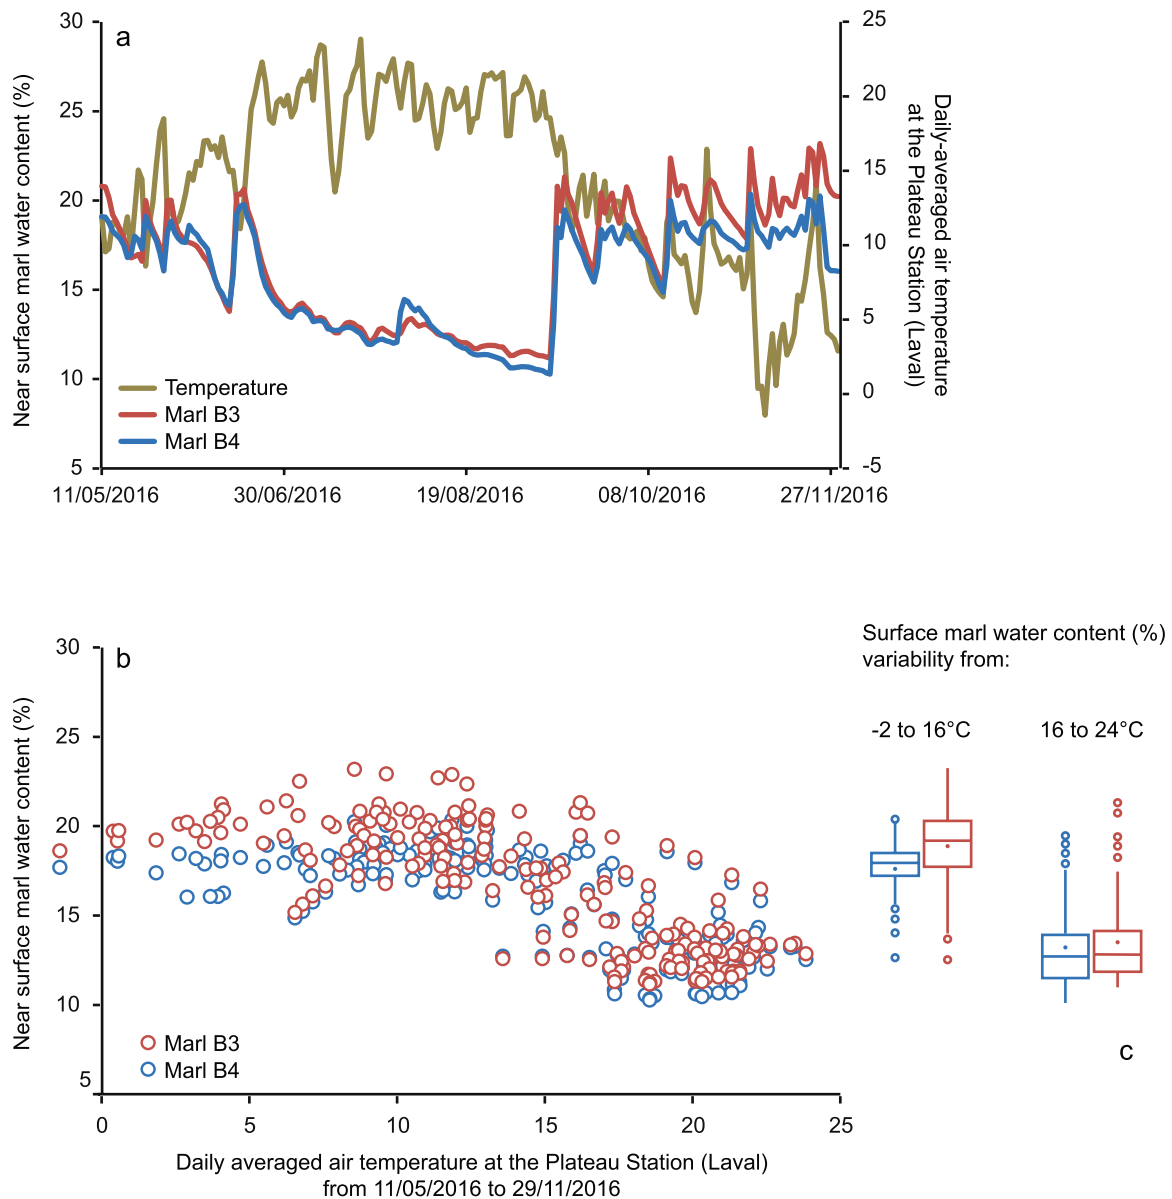 a
30
25
20
15
10
5
Near surface marl water content (%)
25
20
15
10
5
0
-5
Daily-averaged air temperature
at the Plateau Station (Laval)
Temperature
Marl B3
Marl B4
11/05/2016
30/06/2016
19/08/2016
08/10/2016
27/11/2016
b
30
25
20
15
10
5
Near surface marl water content (%)
Marl B3
Marl B4
0
5
10
15
20
25
Daily averaged air temperature at the Plateau Station (Laval)
from 11/05/2016 to 29/11/2016
Surface marl water content (%)
variability from:
-2 to 16°C
16 to 24°C
c